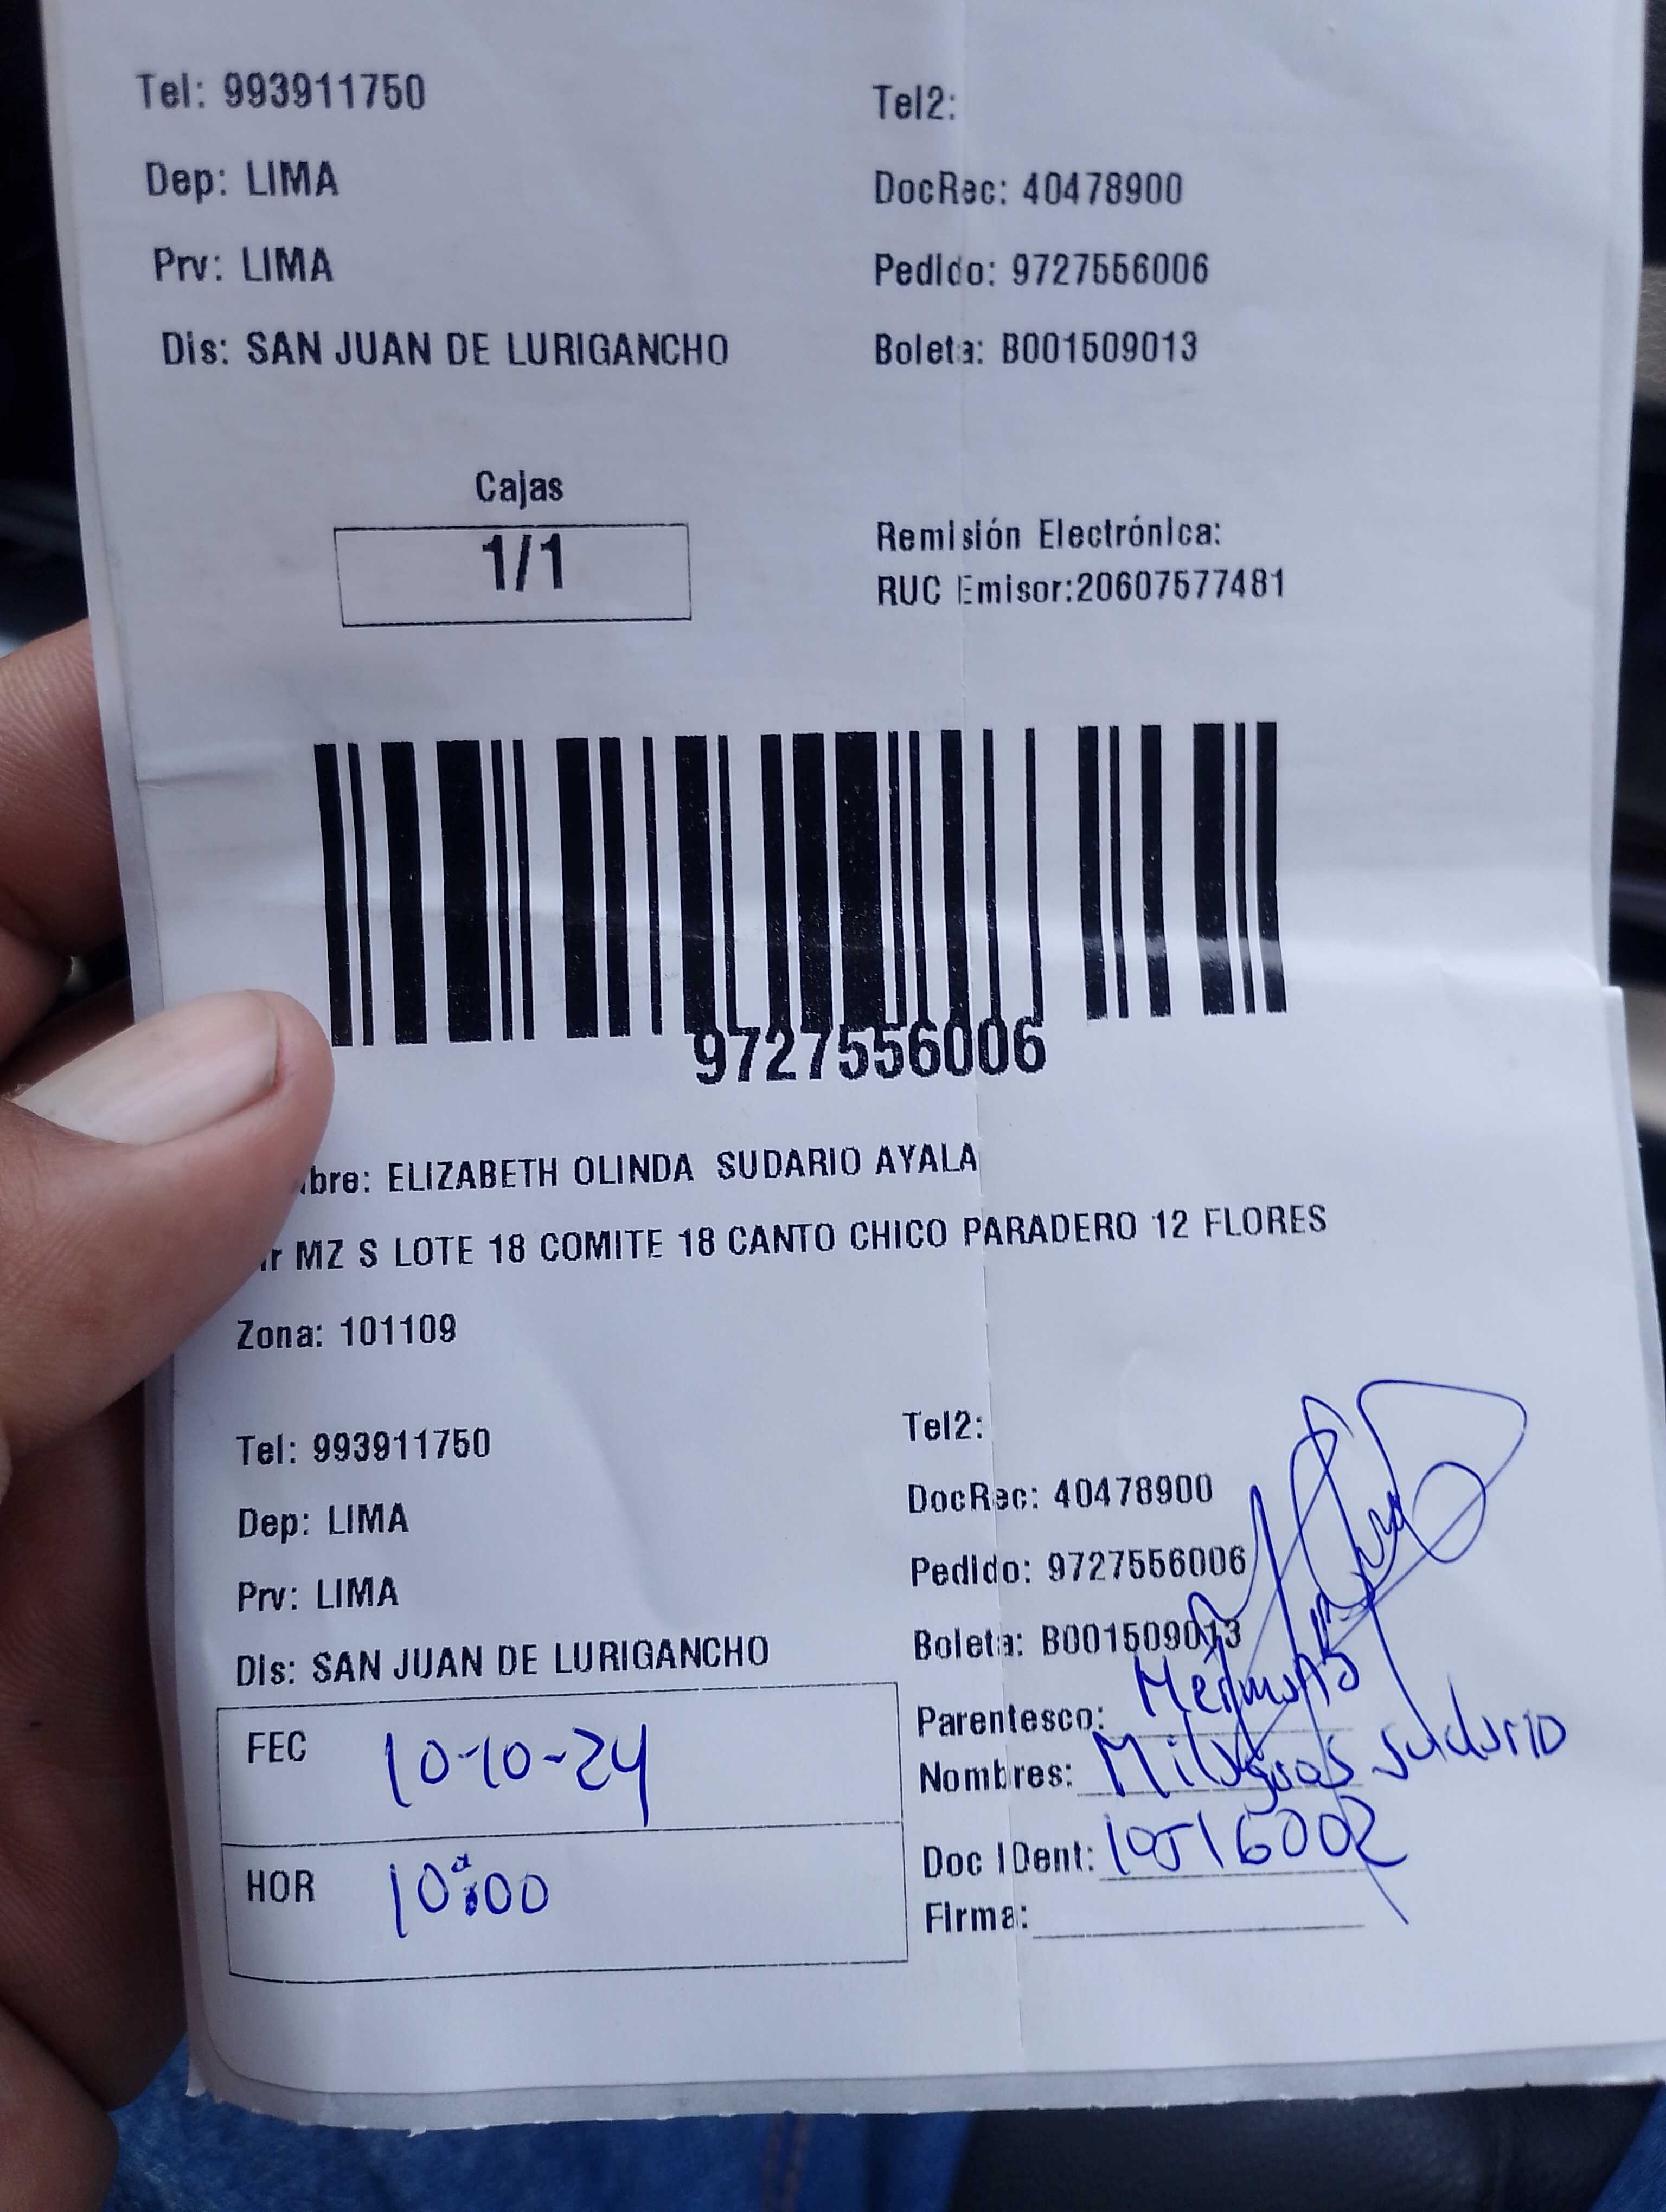 Tel: 993911750
Tel2:
Dep: LIMA
DocRec: 40478900
Prv: LIMA
Pedido: 9727556006
Dis: SAN JUAN DE LURIGANCHO
Boleta: B001509013
Cajas
1/1
Remisión Electrónica:
RUC Emisor:20607577481
9727556006
bre: ELIZABETH OLINDA SUDARIO AYALA
ir MZ S LOTE 18 COMITE 18 CANTO CHICO PARADERO 12 FLORES
Zona: 101109
Tel: 993911750
Tel2:
Dep: LIMA
DocRec: 40478900
Prv: LIMA
Pedido: 9727556006
Dis: SAN JUAN DE LURIGANCHO
Boleta: B001509013
FEC 10-10-24
HOR 10:00
Parentesco:
Nombres: Milagros sudario
Doc IDent:
Firma: